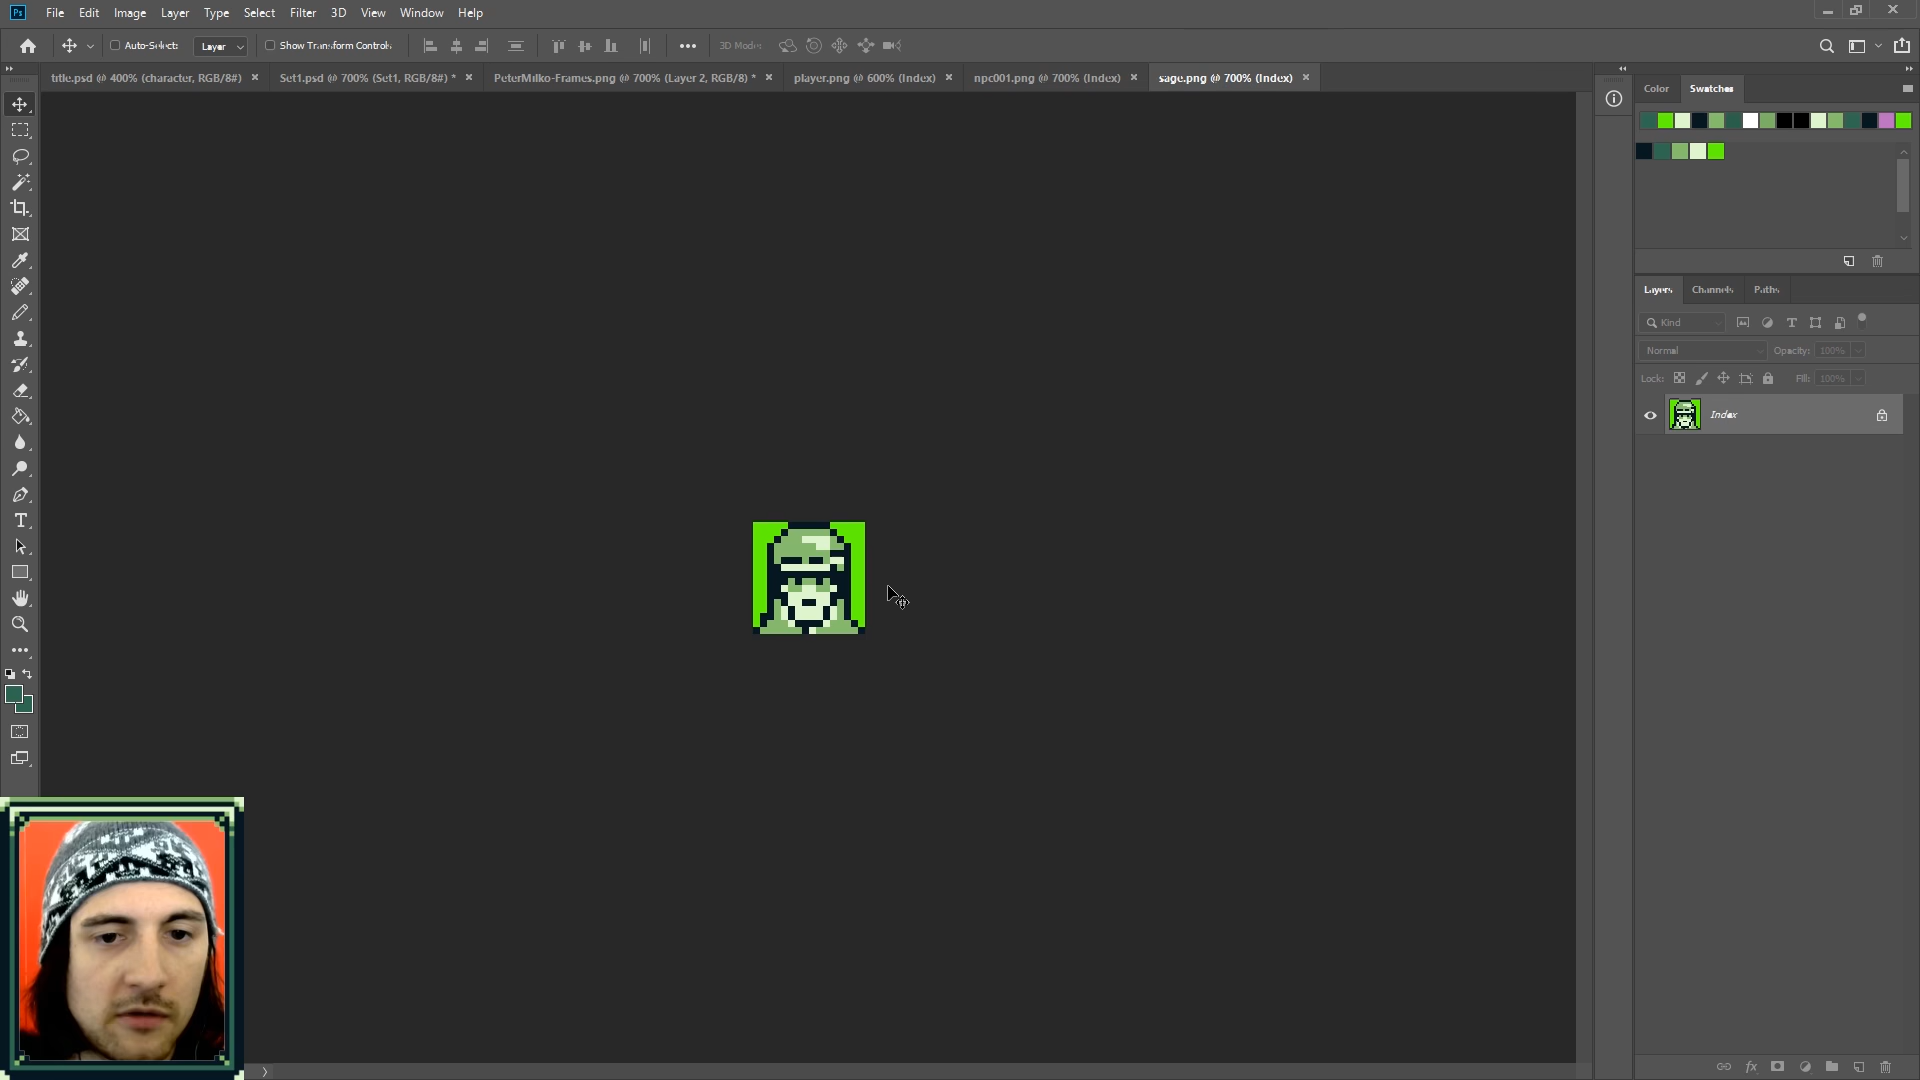 Ps File Edit Image Layer Type Select Filter 3D View Window Help
Auto-Select: Layer Show Transform Controls 3D Mode:
title.psd @ 400% (character, RGB/8#) Set1.psd @ 700% (Set1, RGB/8#) * PeterMilko-Frames.png @ 700% (Layer 2, RGB/8) * player.png @ 600% (Index) npc001.png @ 700% (Index) sage.png @ 700% (Index)
Color Swatches
Layers Channels Paths
Kind
Normal Opacity: 100%
Lock: Fill: 100%
Index